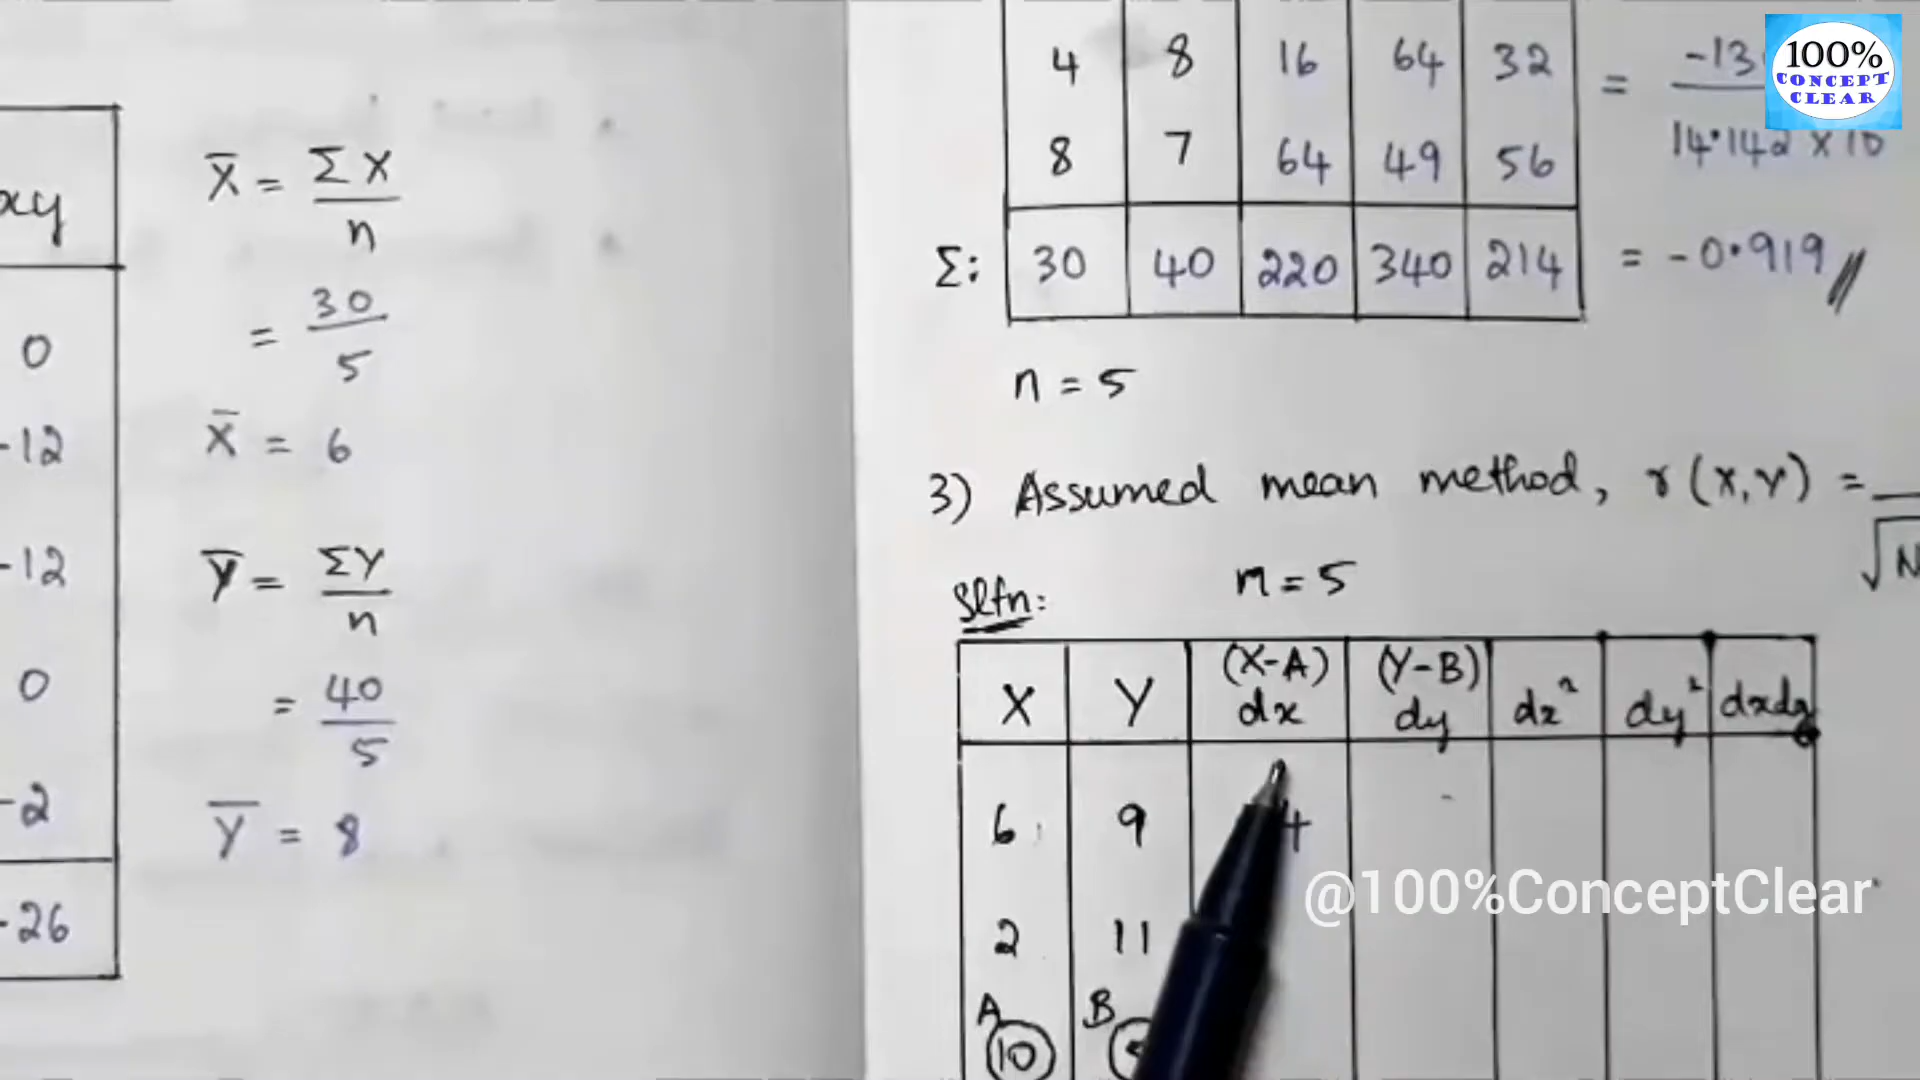 xy
0
-12
-12
0
-2
-26
X̄ = ΣX / n
= 30 / 5
X̄ = 6
Ȳ = ΣY / n
= 40 / 5
Ȳ = 8
4 8 16 64 32
8 7 64 49 56
Σ: 30 40 220 340 214
n = 5
= -13
14.142 x 10
= -0.919
100%
CONCEPT
CLEAR
3) Assumed mean method, r(X,Y) =
√N
n = 5
Slfn:
X Y (X-A) dx (Y-B) dy dx² dy² dxdy
6 9 4
2 11
A B
10
@100%ConceptClear